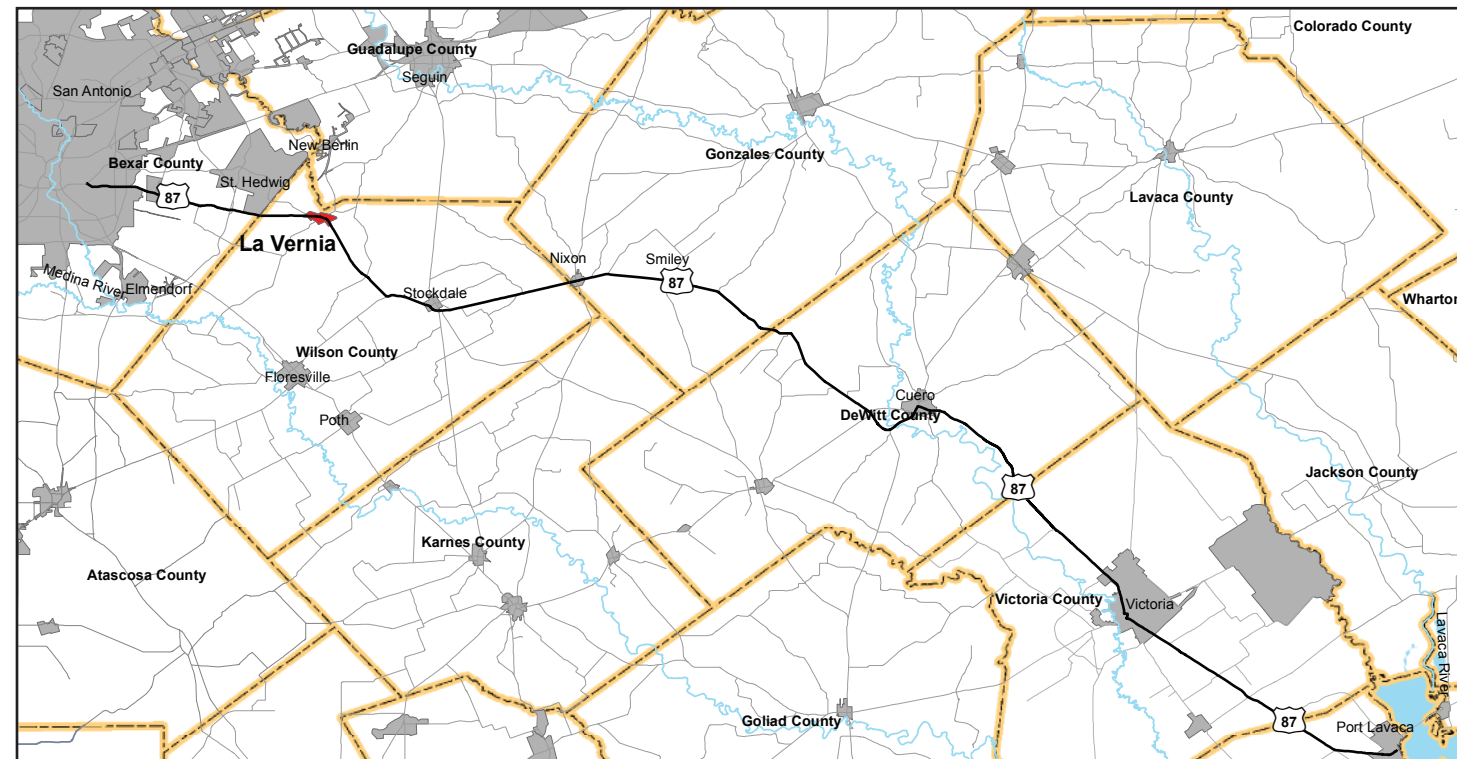 Colorado County
Guadalupe County
Seguin
San Antonio
New Berlin
Gonzales County
Bexar County
St. Hedwig
87
Lavaca County
La Vernia
Nixon
Smiley
Medina River
Elmendorf
87
Stockdale
Wharton
Wilson County
Floresville
Cuero
DeWitt County
Poth
Jackson County
87
Karnes County
Atascosa County
Victoria County
Victoria
Lavaca River
Goliad County
87
Port Lavaca